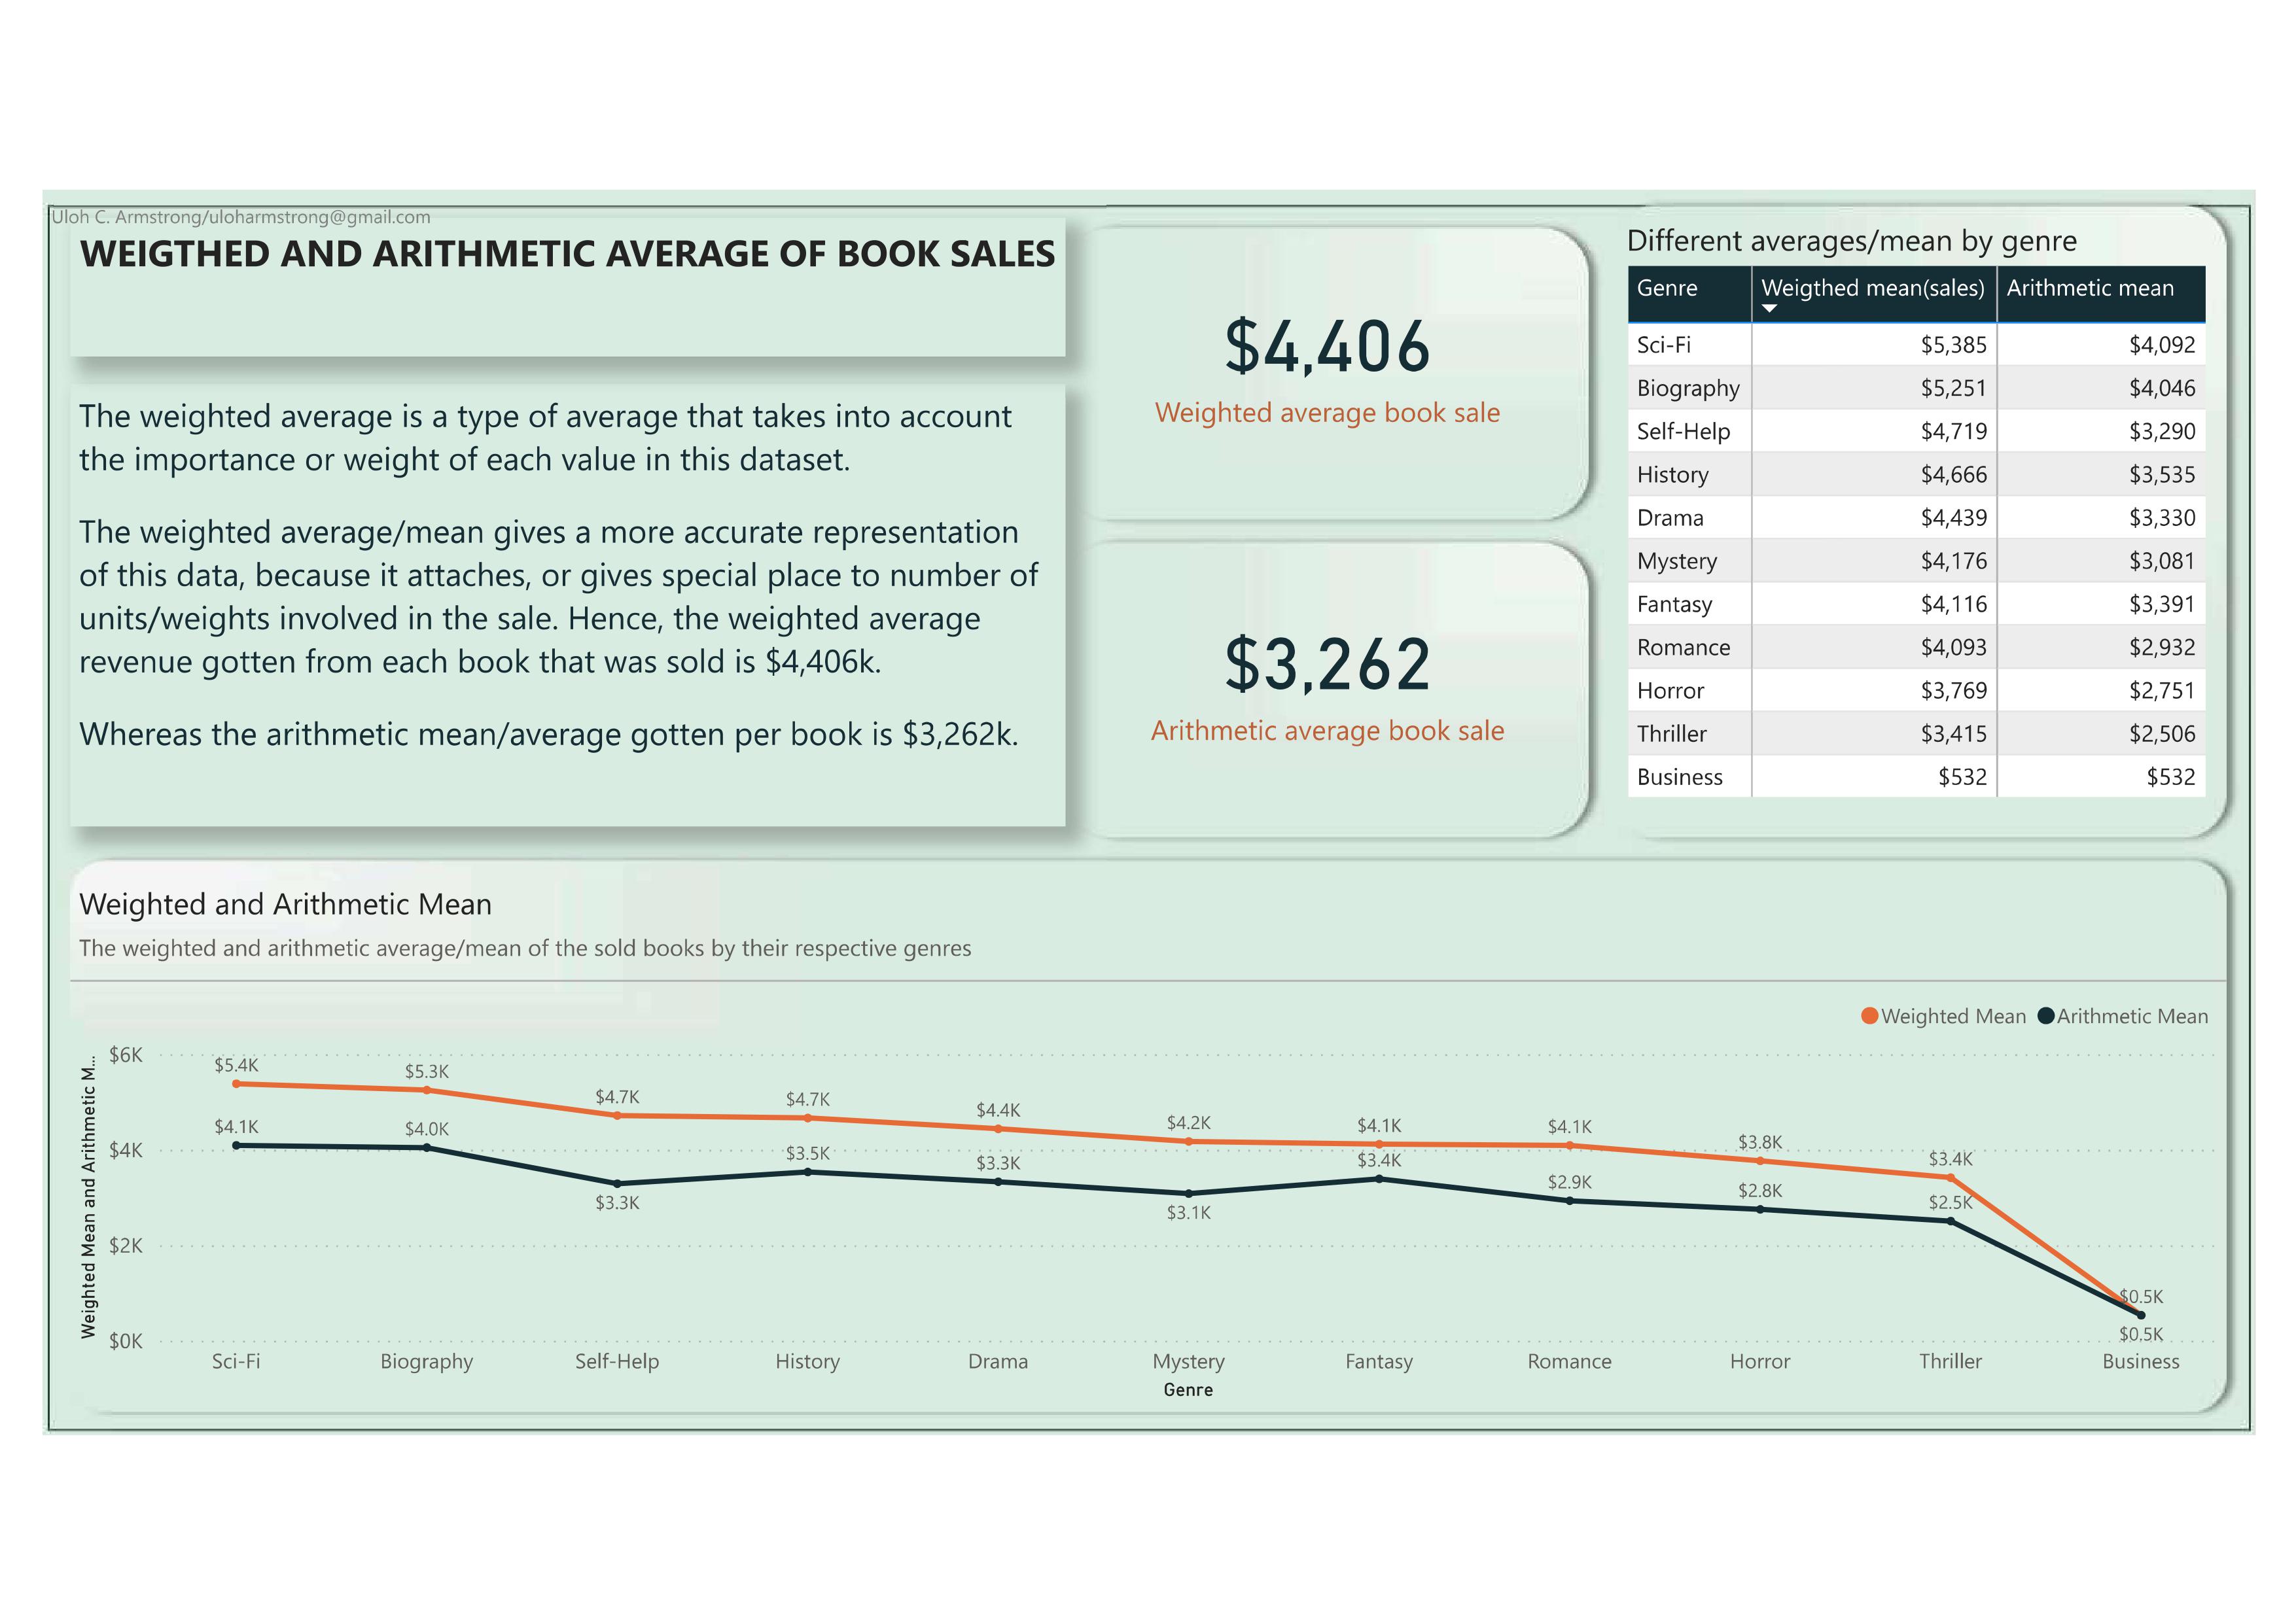 Uloh C. Armstrong/uloharmstrong@gmail.com
WEIGTHED AND ARITHMETIC AVERAGE OF BOOK SALES
The weighted average is a type of average that takes into account
the importance or weight of each value in this dataset.
The weighted average/mean gives a more accurate representation
of this data, because it attaches, or gives special place to number of
units/weights involved in the sale. Hence, the weighted average
revenue gotten from each book that was sold is $4,406k.
Whereas the arithmetic mean/average gotten per book is $3,262k.
$4,406
Weighted average book sale
$3,262
Arithmetic average book sale
Different averages/mean by genre
Genre Weigthed mean(sales) Arithmetic mean
Sci-Fi $5,385 $4,092
Biography $5,251 $4,046
Self-Help $4,719 $3,290
History $4,666 $3,535
Drama $4,439 $3,330
Mystery $4,176 $3,081
Fantasy $4,116 $3,391
Romance $4,093 $2,932
Horror $3,769 $2,751
Thriller $3,415 $2,506
Business $532 $532
Weighted and Arithmetic Mean
The weighted and arithmetic average/mean of the sold books by their respective genres
Weighted Mean Arithmetic Mean
Weighted Mean and Arithmetic M...
$6K
$4K
$2K
$0K
$5.4K $5.3K $4.7K $4.7K $4.4K $4.2K $4.1K $4.1K $3.8K $3.4K $0.5K
$4.1K $4.0K $3.3K $3.5K $3.3K $3.1K $3.4K $2.9K $2.8K $2.5K $0.5K
Sci-Fi Biography Self-Help History Drama Mystery Fantasy Romance Horror Thriller Business
Genre